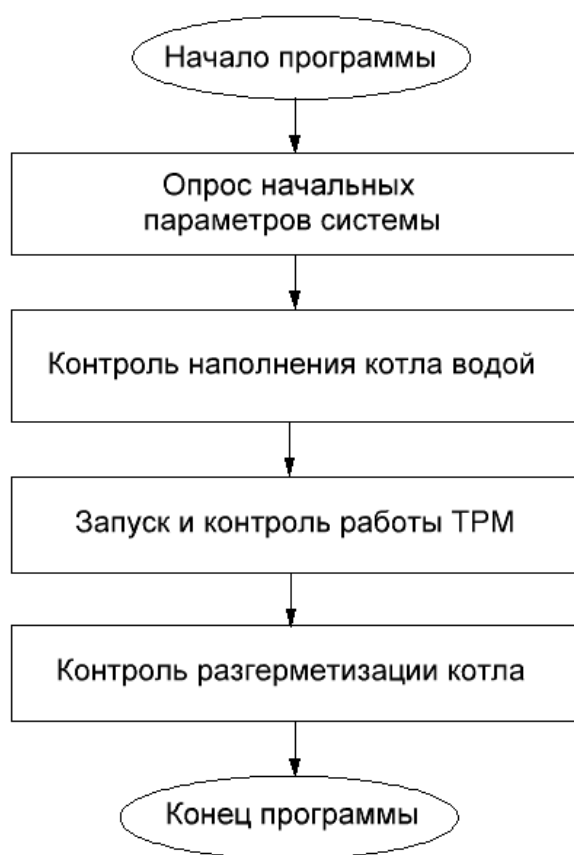 Начало программы
Опрос начальных
параметров системы
Контроль наполнения котла водой
Запуск и контроль работы ТРМ
Контроль разгерметизации котла
Конец программы